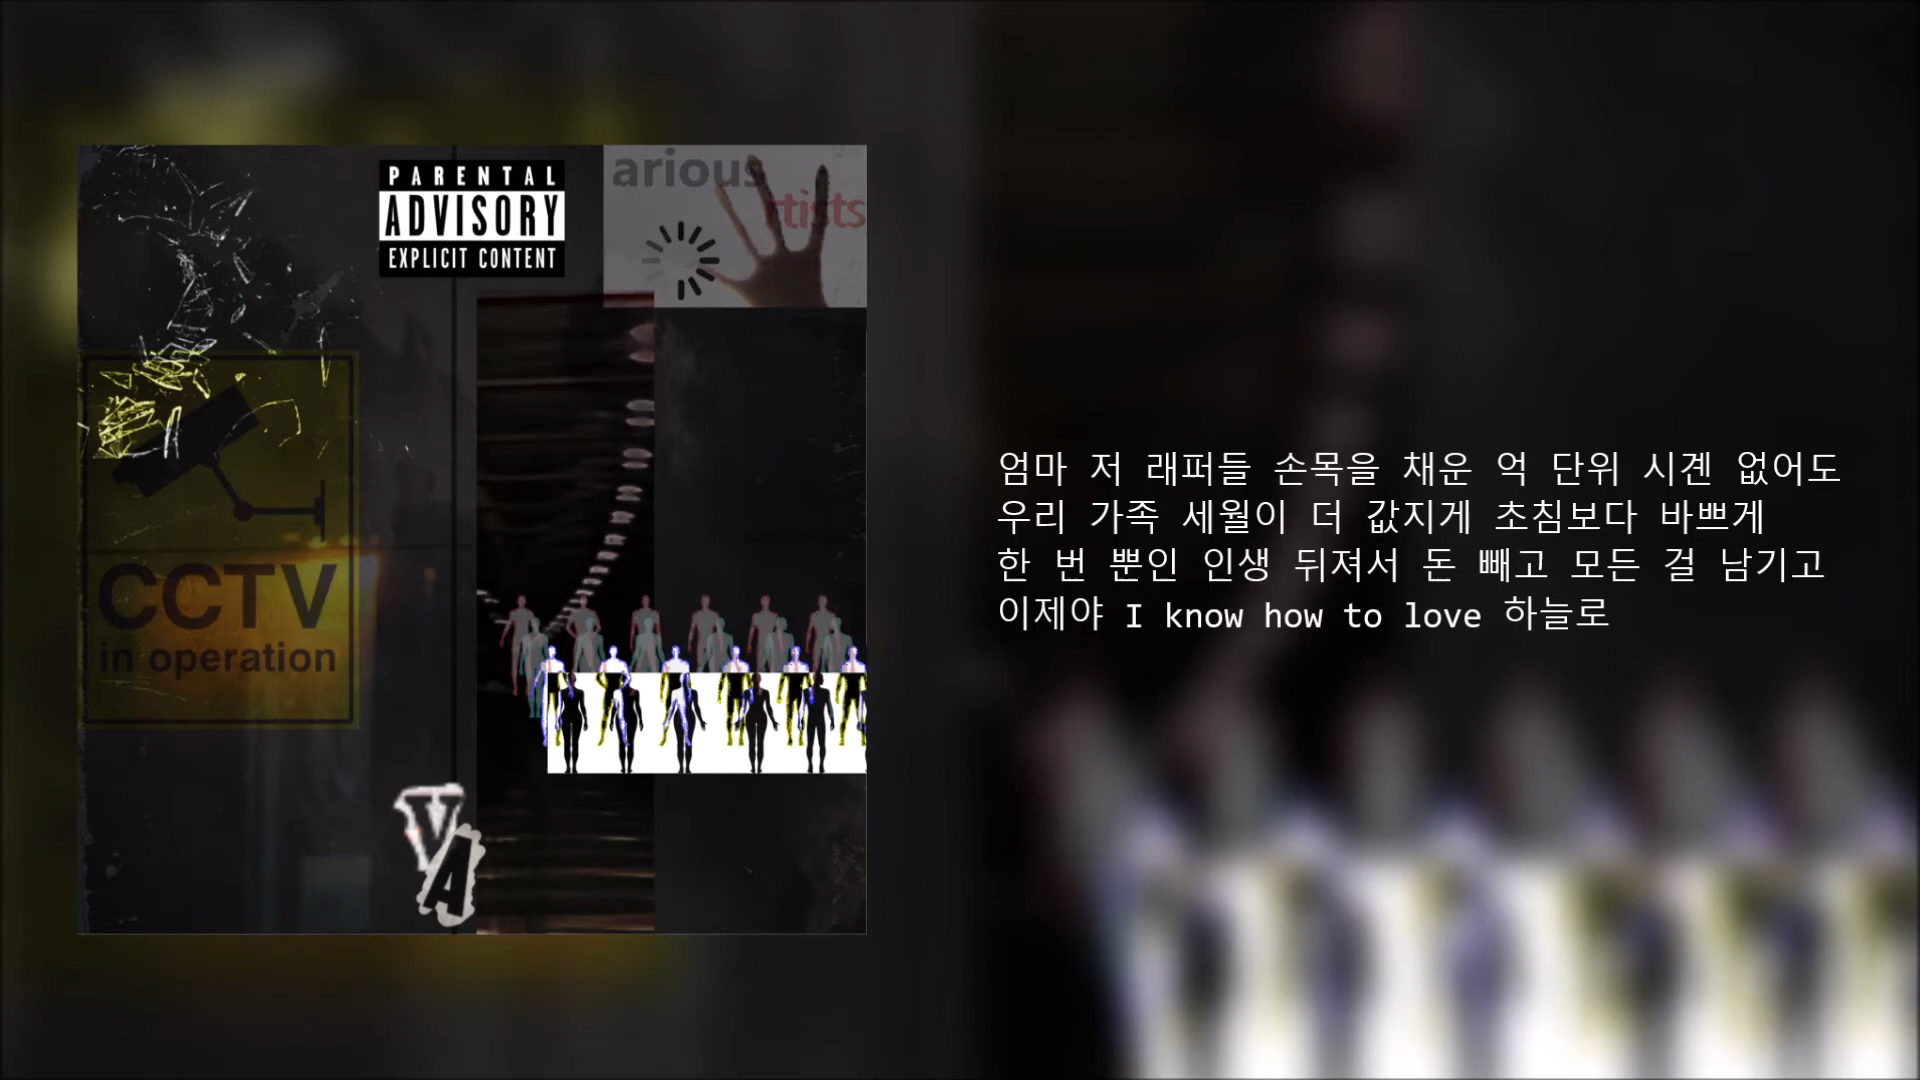 PARENTAL
ADVISORY
EXPLICIT CONTENT
arious
rtists
CCTV
in operation
VA
엄마 저 래퍼들 손목을 채운 억 단위 시곈 없어도
우리 가족 세월이 더 값지게 초침보다 바쁘게
한 번 뿐인 인생 뒤져서 돈 빼고 모든 걸 남기고
이제야 I know how to love 하늘로